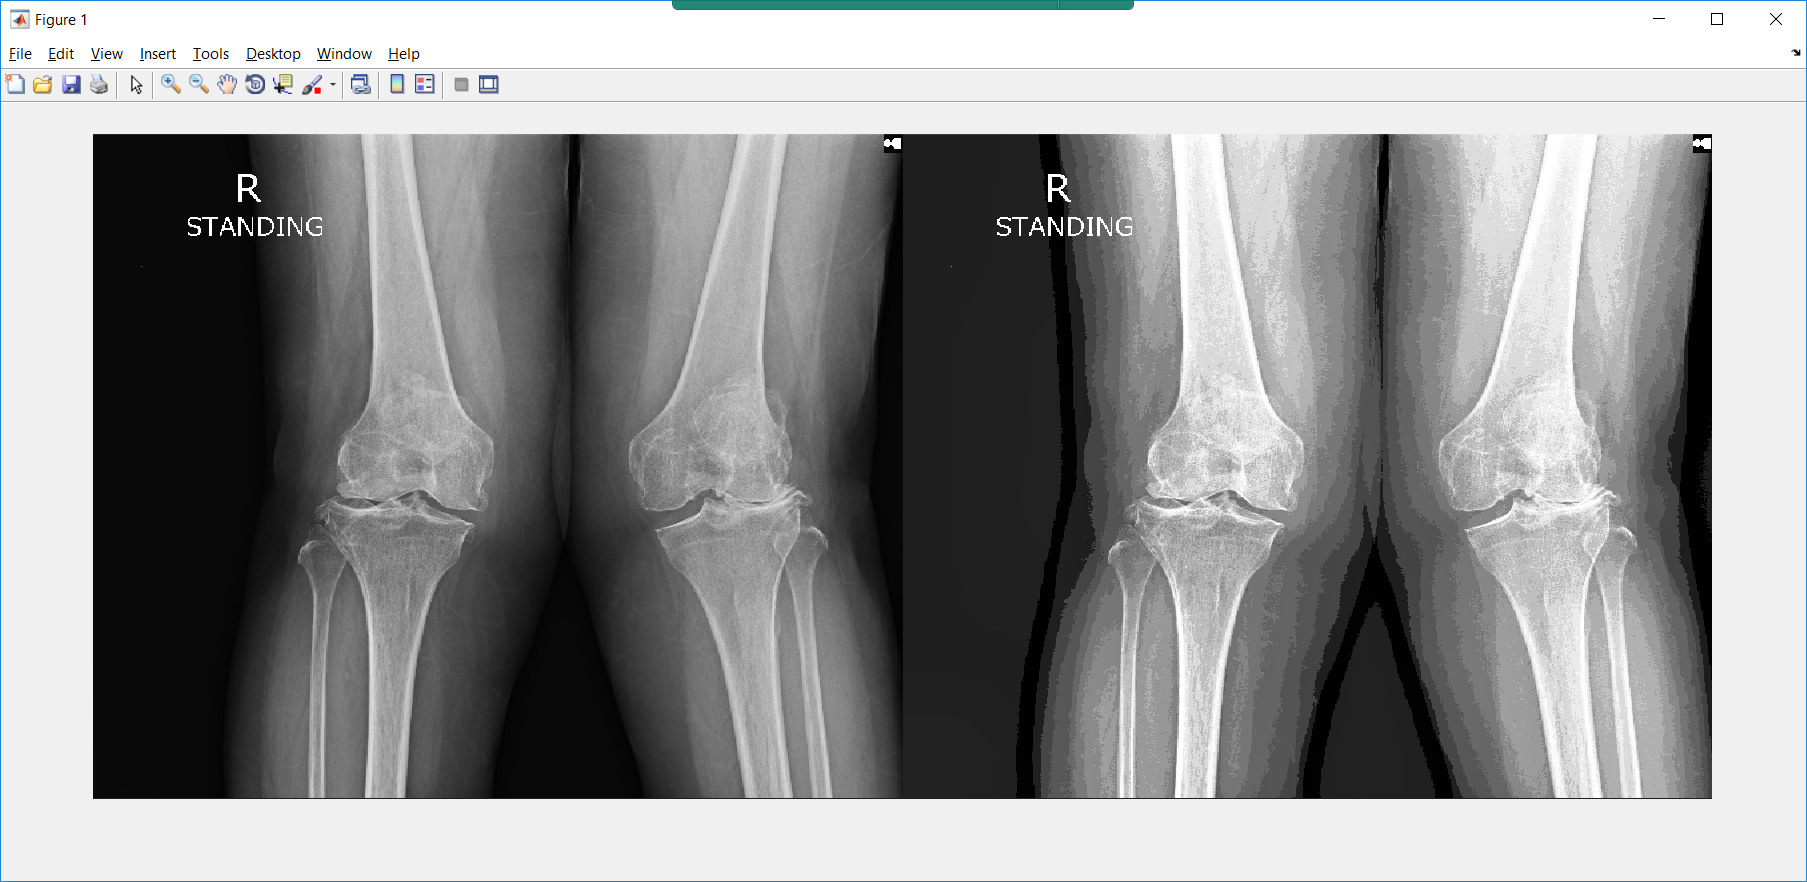 Figure 1
File Edit View Insert Tools Desktop Window Help
R
STANDING
R
STANDING